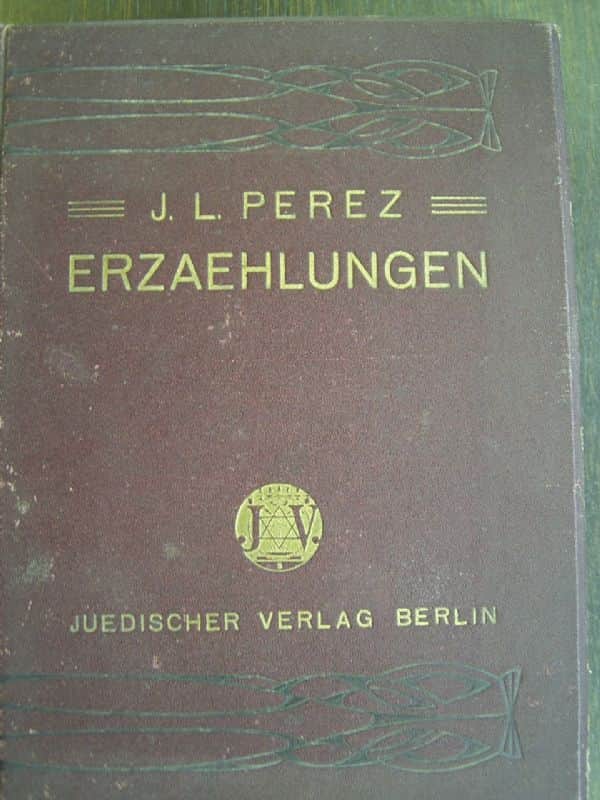 J. L. PEREZ
ERZAEHLUNGEN
J V.
JUEDISCHER VERLAG BERLIN